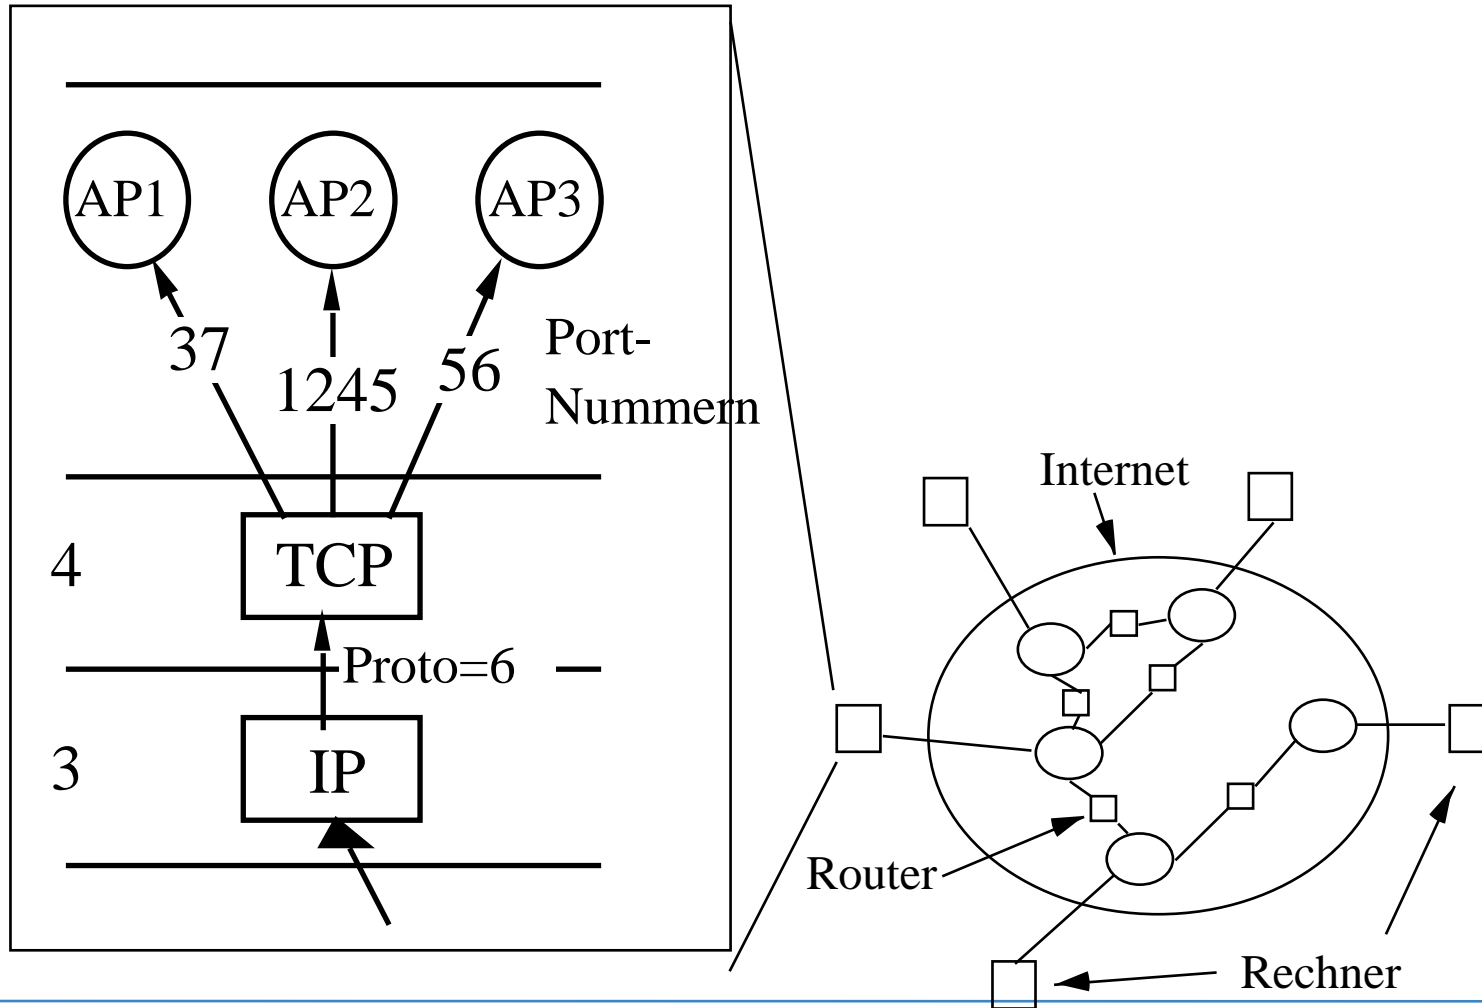 AP1 AP2 AP3
37
1245
56
Port-
Nummern
4
TCP
Proto=6
3
IP
Internet
Router
Rechner